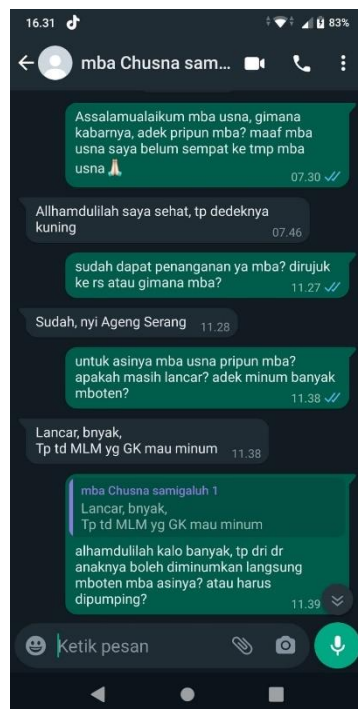 16.31
83%
mba Chusna sam...
Assalamualaikum mba usna, gimana
kabarnya, adek pripun mba? maaf mba
usna saya belum sempat ke tmp mba
usna🙏🏻
07.30
Allhamdulilah saya sehat, tp dedeknya
kuning
07.46
sudah dapat penanganan ya mba? dirujuk
ke rs atau gimana mba?
11.27
Sudah, nyi Ageng Serang
11.28
untuk asinya mba usna pripun mba?
apakah masih lancar? adek minum banyak
mboten?
11.38
Lancar, bnyak,
Tp td MLM yg GK mau minum
11.38
mba Chusna samigaluh 1
Lancar, bnyak,
Tp td MLM yg GK mau minum
alhamdulilah kalo banyak, tp dri dr
anaknya boleh diminumkan langsung
mboten mba asinya? atau harus
dipumping?
11.39
Ketik pesan